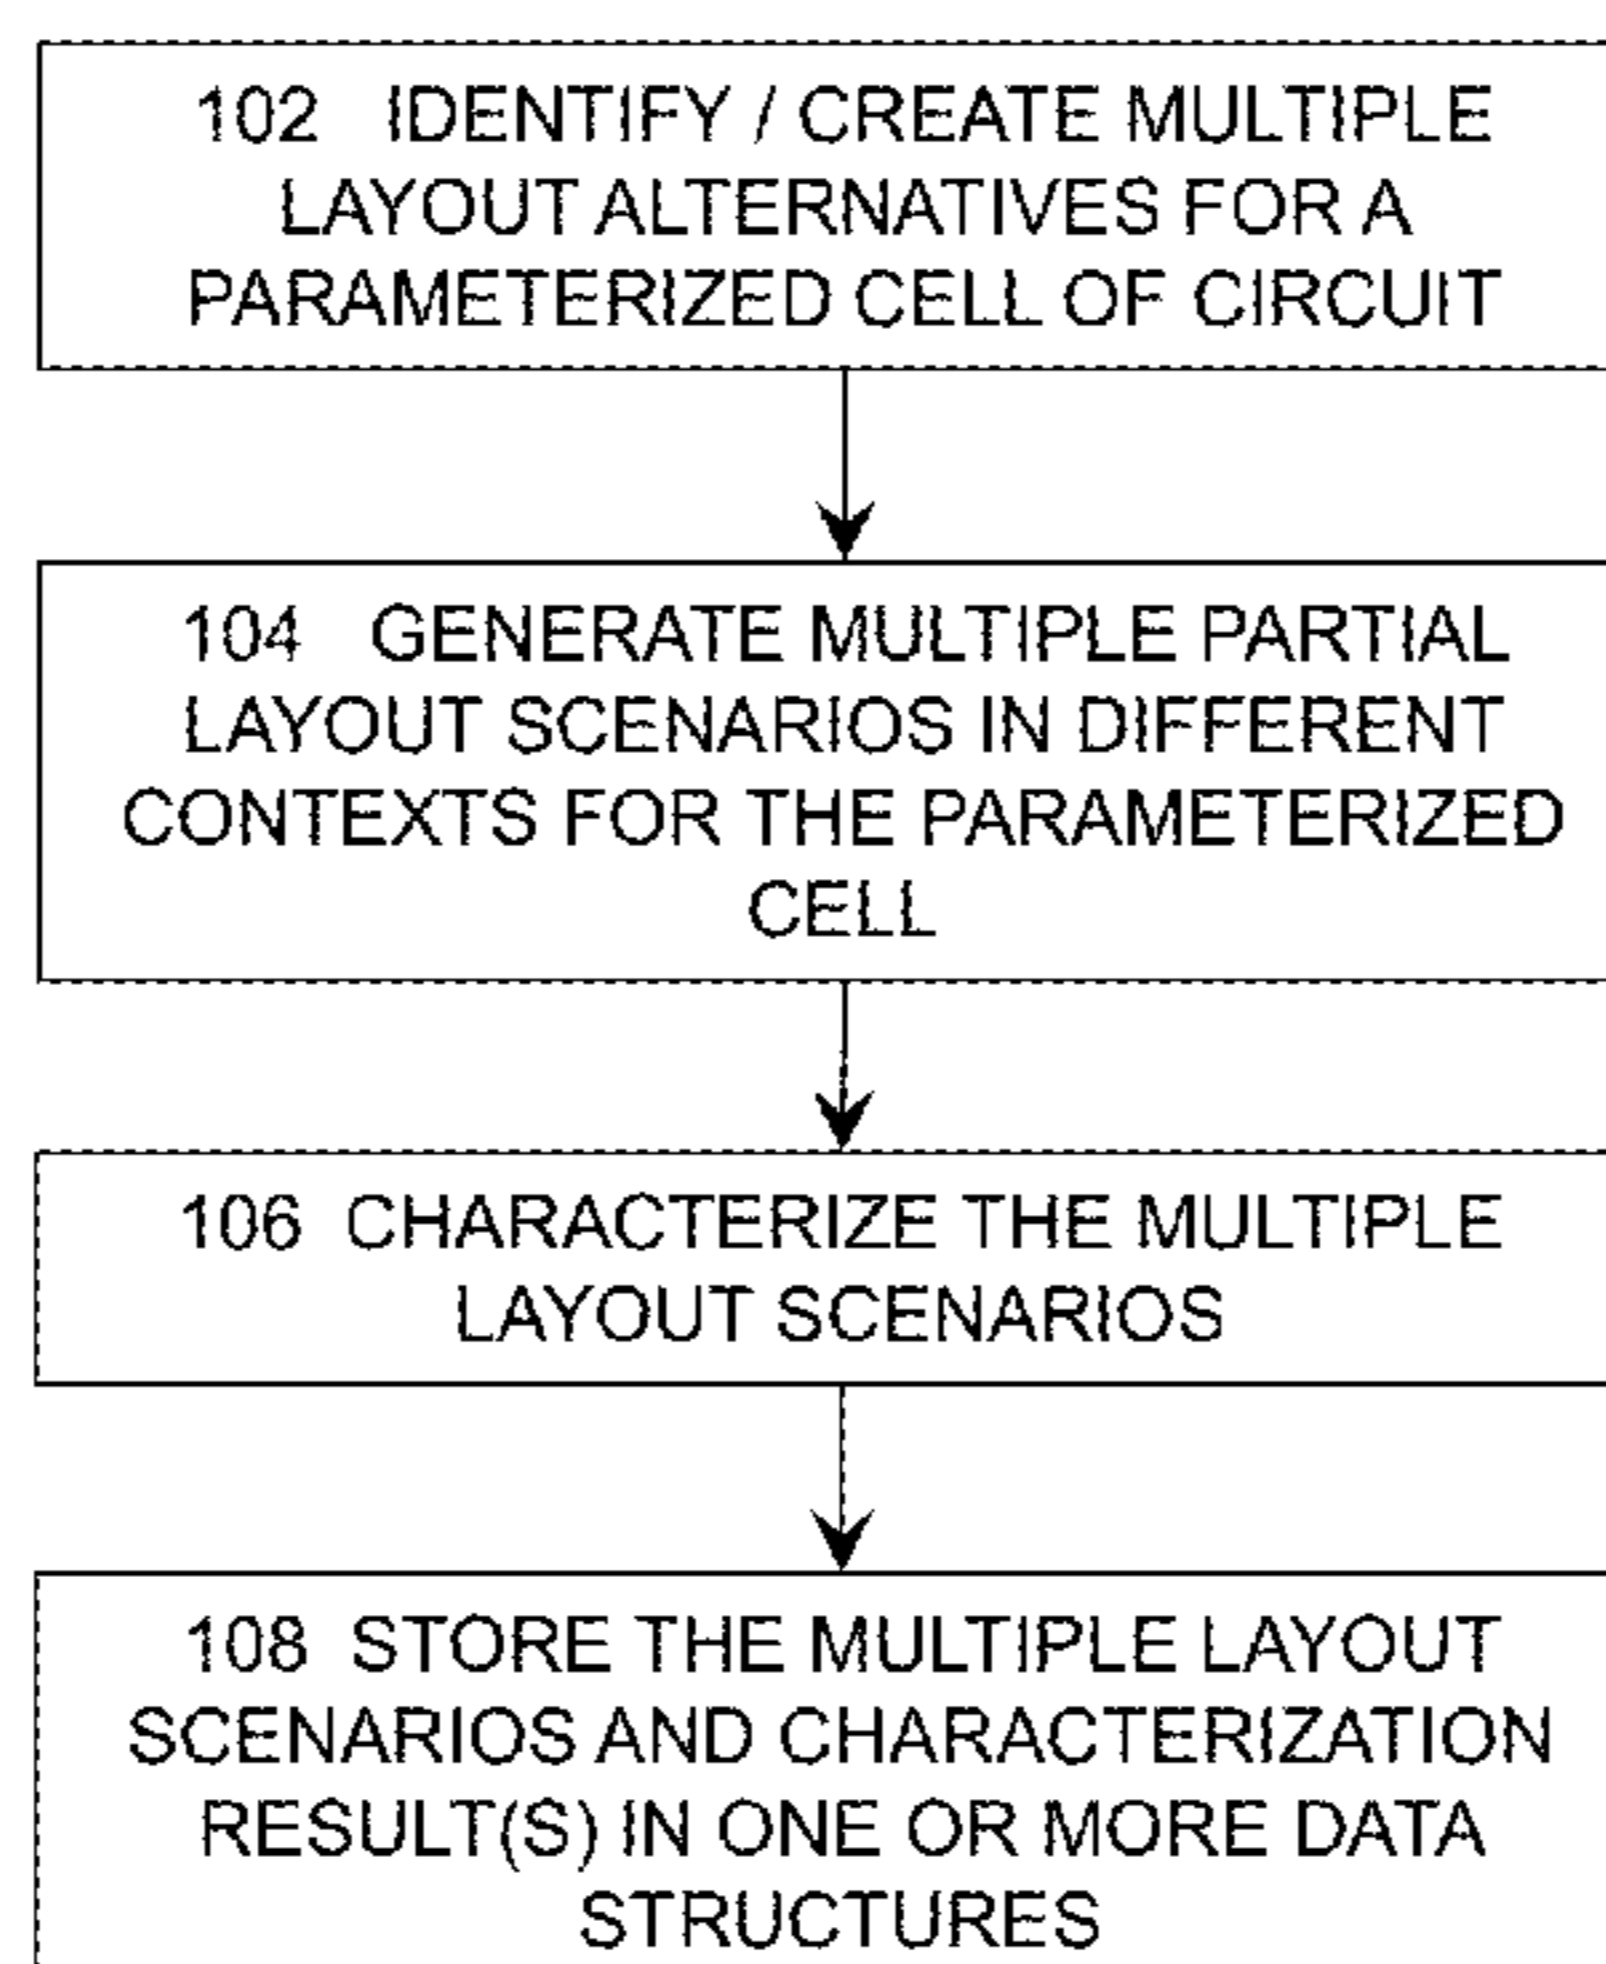 102 IDENTIFY / CREATE MULTIPLE
LAYOUT ALTERNATIVES FOR A
PARAMETERIZED CELL OF CIRCUIT
104 GENERATE MULTIPLE PARTIAL
LAYOUT SCENARIOS IN DIFFERENT
CONTEXTS FOR THE PARAMETERIZED
CELL
106 CHARACTERIZE THE MULTIPLE
LAYOUT SCENARIOS
108 STORE THE MULTIPLE LAYOUT
SCENARIOS AND CHARACTERIZATION
RESULT(S) IN ONE OR MORE DATA
STRUCTURES